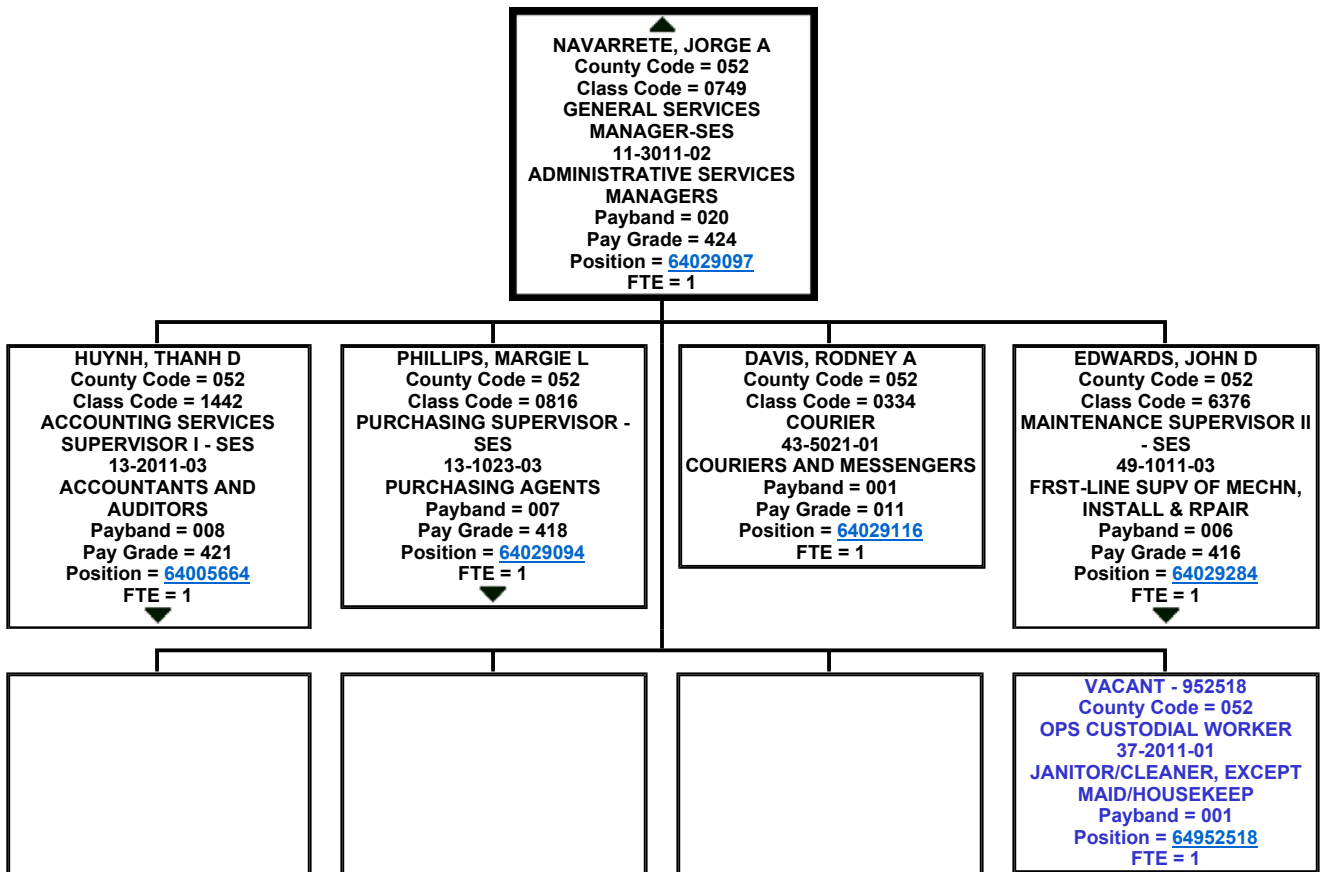 NAVARRETE, JORGE A
County Code = 052
Class Code = 0749
GENERAL SERVICES
MANAGER-SES
11-3011-02
ADMINISTRATIVE SERVICES
MANAGERS
Payband = 020
Pay Grade = 424
Position = 64029097
FTE = 1
HUYNH, THANH D
County Code = 052
Class Code = 1442
ACCOUNTING SERVICES
SUPERVISOR I - SES
13-2011-03
ACCOUNTANTS AND
AUDITORS
Payband = 008
Pay Grade = 421
Position = 64005664
FTE = 1
PHILLIPS, MARGIE L
County Code = 052
Class Code = 0816
PURCHASING SUPERVISOR -
SES
13-1023-03
PURCHASING AGENTS
Payband = 007
Pay Grade = 418
Position = 64029094
FTE = 1
DAVIS, RODNEY A
County Code = 052
Class Code = 0334
COURIER
43-5021-01
COURIERS AND MESSENGERS
Payband = 001
Pay Grade = 011
Position = 64029116
FTE = 1
EDWARDS, JOHN D
County Code = 052
Class Code = 6376
MAINTENANCE SUPERVISOR II
- SES
49-1011-03
FRST-LINE SUPV OF MECHN,
INSTALL & RPAIR
Payband = 006
Pay Grade = 416
Position = 64029284
FTE = 1
VACANT - 952518
County Code = 052
OPS CUSTODIAL WORKER
37-2011-01
JANITOR/CLEANER, EXCEPT
MAID/HOUSEKEEP
Payband = 001
Position = 64952518
FTE = 1